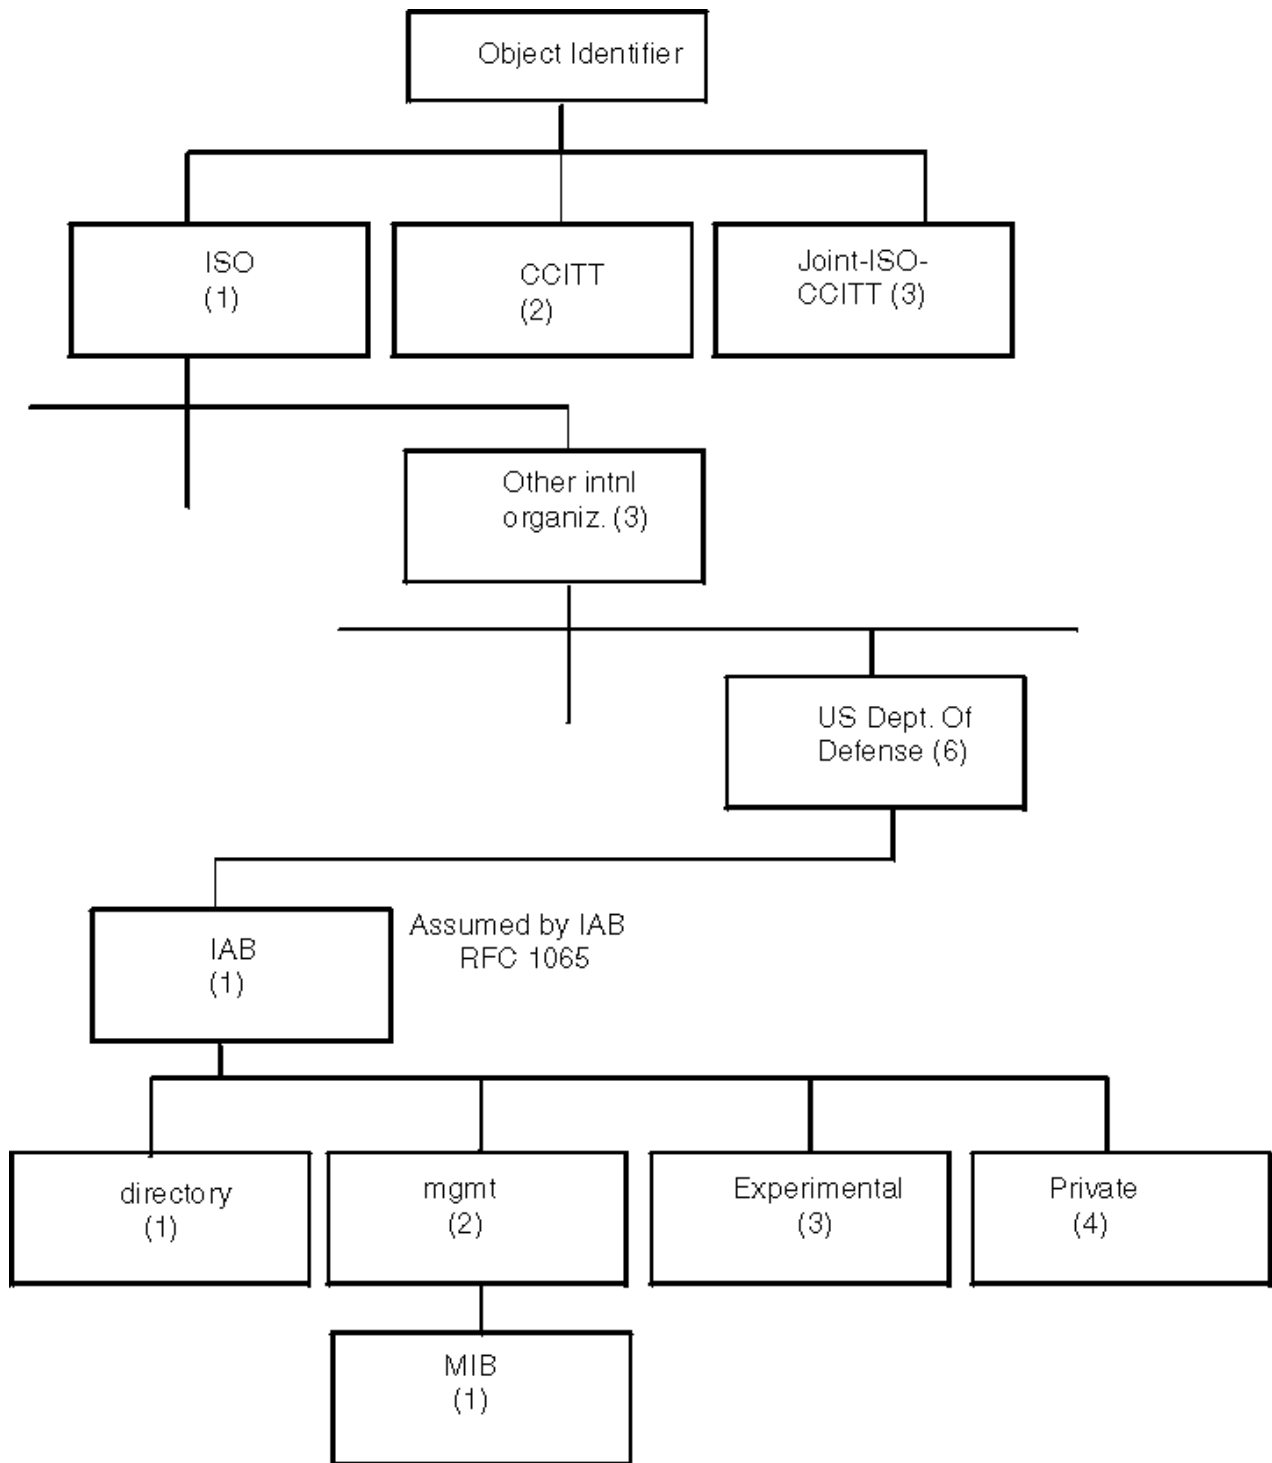 Object Identifier
ISO
(1)
CCITT
(2)
Joint-ISO-
CCITT (3)
Other intnl
organiz. (3)
US Dept. Of
Defense (6)
IAB
(1)
Assumed by IAB
RFC 1065
directory
(1)
mgmt
(2)
Experimental
(3)
Private
(4)
MIB
(1)